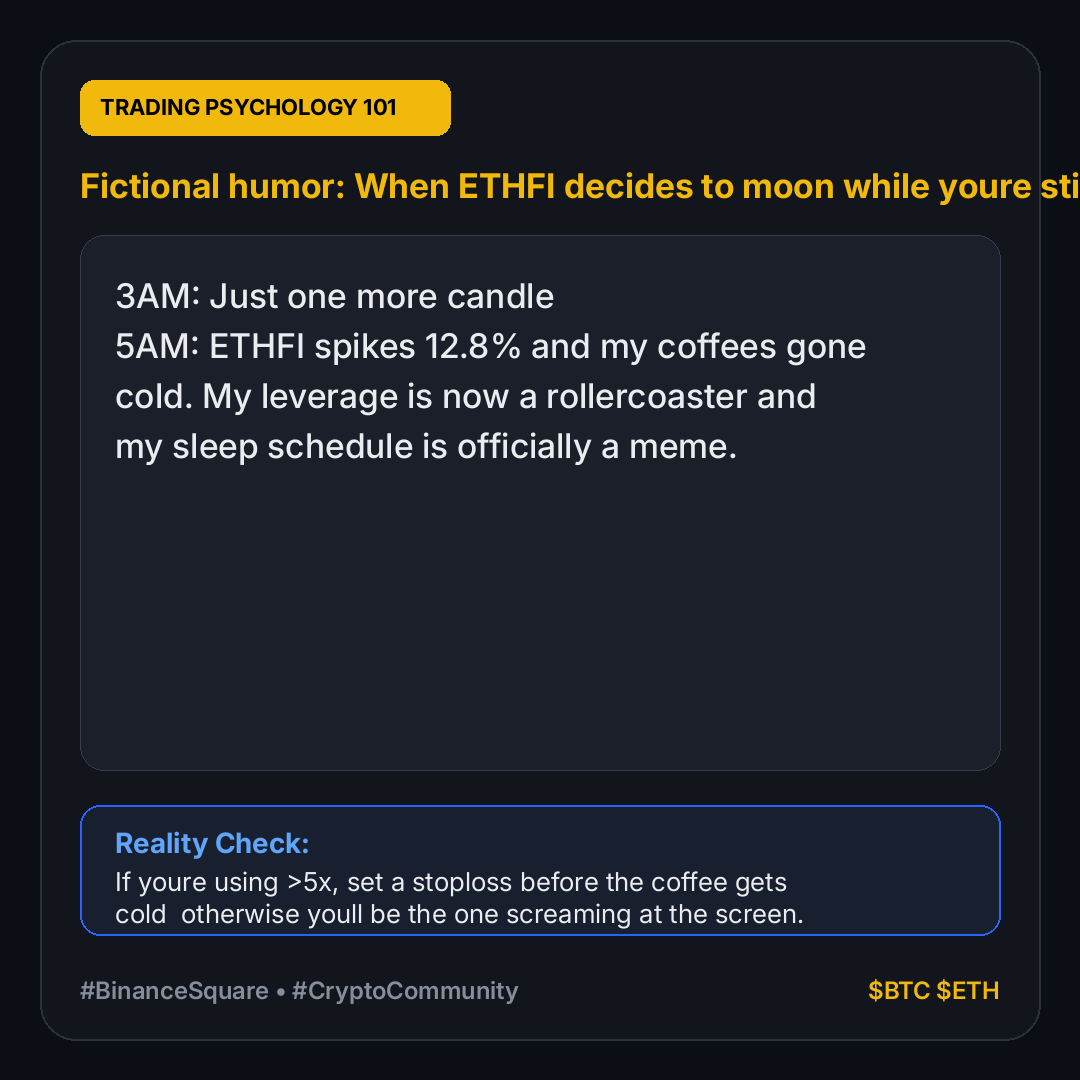 TRADING PSYCHOLOGY 101
Fictional humor: When ETHFI decides to moon while youre sti
3AM: Just one more candle
5AM: ETHFI spikes 12.8% and my coffees gone
cold. My leverage is now a rollercoaster and
my sleep schedule is officially a meme.
Reality Check:
If youre using >5x, set a stoploss before the coffee gets
cold  otherwise youll be the one screaming at the screen.
#BinanceSquare • #CryptoCommunity
$BTC $ETH